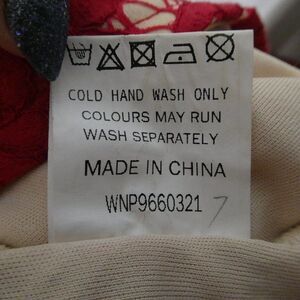 COLD HAND WASH ONLY
COLOURS MAY RUN
WASH SEPARATELY
MADE IN CHINA
WNP9660321 7